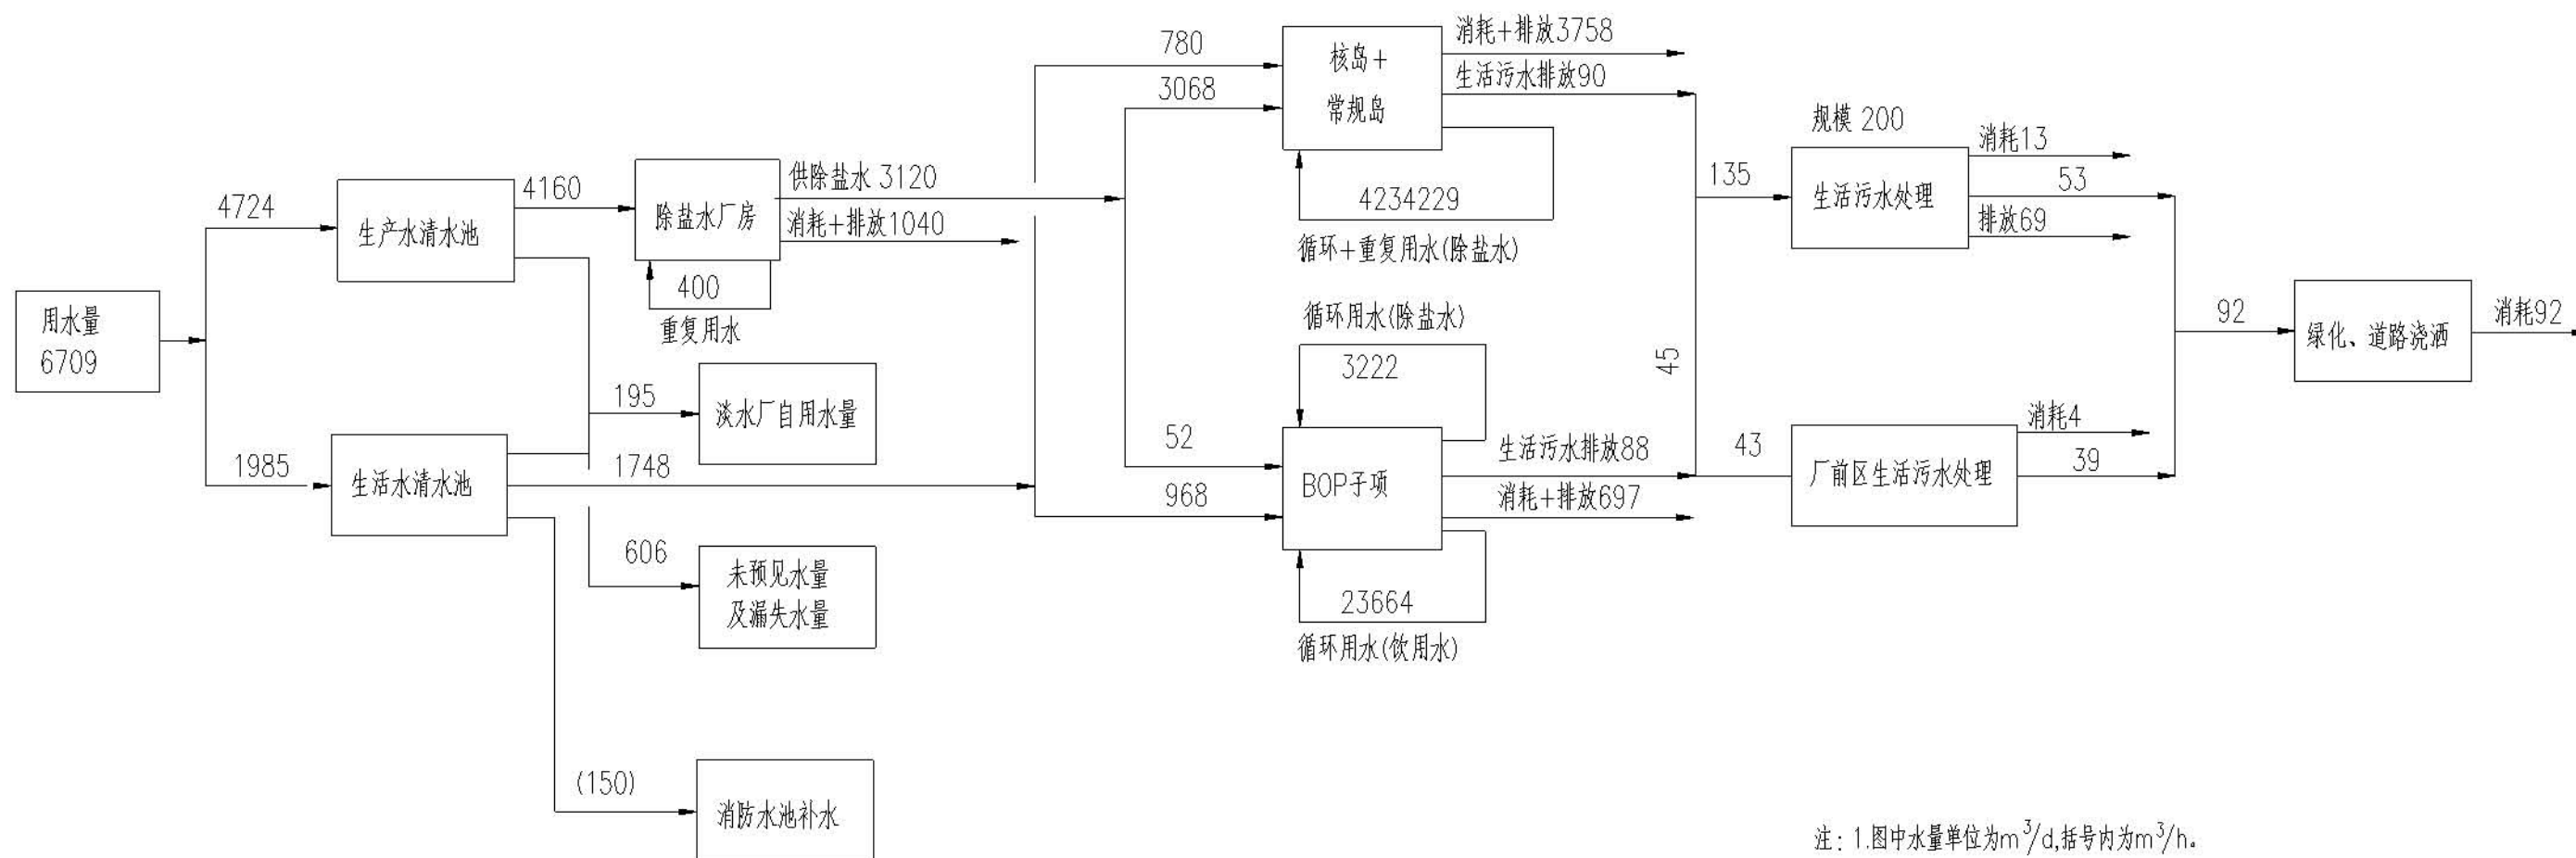 用水量
6709
4724
1985
生产水清水池
生活水清水池
4160
除盐水厂房
400
重复用水
供除盐水 3120
消耗+排放1040
195
淡水厂自用水量
1748
606
未预见水量
及漏失水量
(150)
消防水池补水
780
3068
核岛+
常规岛
消耗+排放3758
生活污水排放90
4234229
循环+重复用水(除盐水)
循环用水(除盐水)
3222
52
968
BOP子项
生活污水排放88
消耗+排放697
23664
循环用水(饮用水)
45
135
规模 200
生活污水处理
消耗13
53
排放69
43
厂前区生活污水处理
消耗4
39
92
绿化、道路浇洒
消耗92
注: 1.图中水量单位为m³/d,括号内为m³/h。